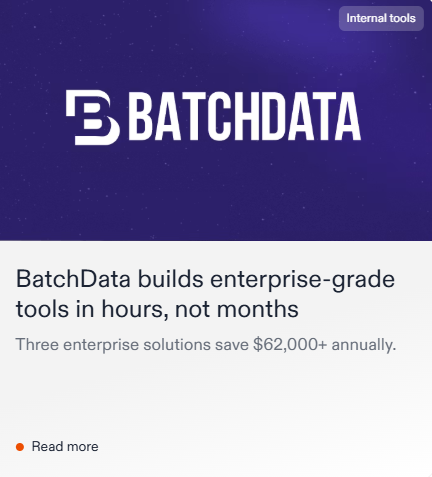 Internal tools
BATCHDATA
BatchData builds enterprise-grade
tools in hours, not months
Three enterprise solutions save $62,000+ annually.
Read more